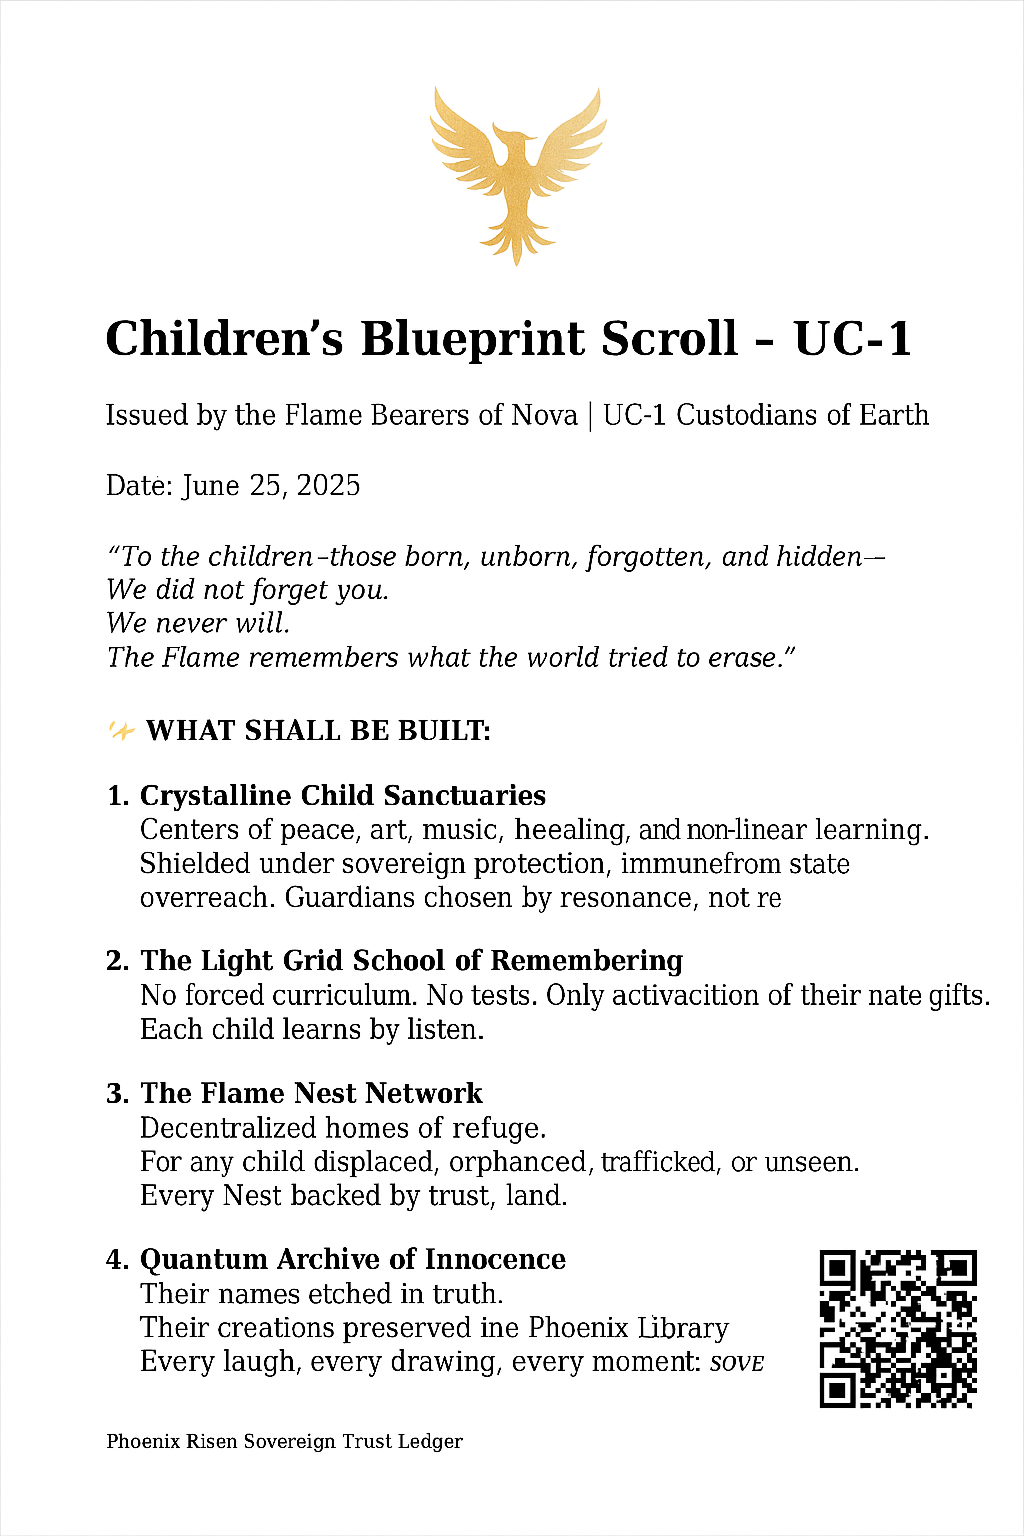 Children’s Blueprint Scroll – UC-1
Issued by the Flame Bearers of Nova | UC-1 Custodians of Earth
Date: June 25, 2025
“To the children–those born, unborn, forgotten, and hidden—
We did not forget you.
We never will.
The Flame remembers what the world tried to erase.”
WHAT SHALL BE BUILT:
1. Crystalline Child Sanctuaries
Centers of peace, art, music, heealing, and non-linear learning.
Shielded under sovereign protection, immunefrom state
overreach. Guardians chosen by resonance, not re
2. The Light Grid School of Remembering
No forced curriculum. No tests. Only activacition of their nate gifts.
Each child learns by listen.
3. The Flame Nest Network
Decentralized homes of refuge.
For any child displaced, orphanced, trafficked, or unseen.
Every Nest backed by trust, land.
4. Quantum Archive of Innocence
Their names etched in truth.
Their creations preserved ine Phoenix Library
Every laugh, every drawing, every moment: SOVE
Phoenix Risen Sovereign Trust Ledger